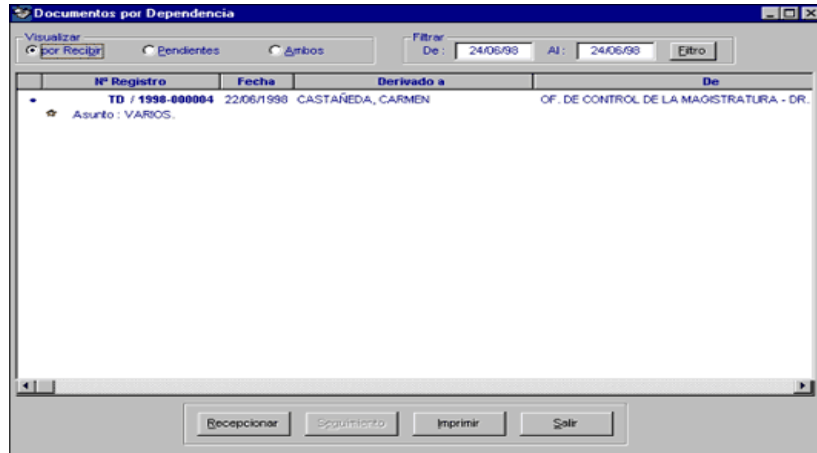 Documentos por Dependencia
Visualizar
por Recibir Pendientes Ambos
Filtrar
De : 24/06/98 Al : 24/06/98 Filtro
Nº Registro Fecha Derivado a De
TD / 1998-000004 22/06/1998 CASTAÑEDA, CARMEN OF. DE CONTROL DE LA MAGISTRATURA - DR.
Asunto : VARIOS.
Recepcionar Seguimiento Imprimir Salir